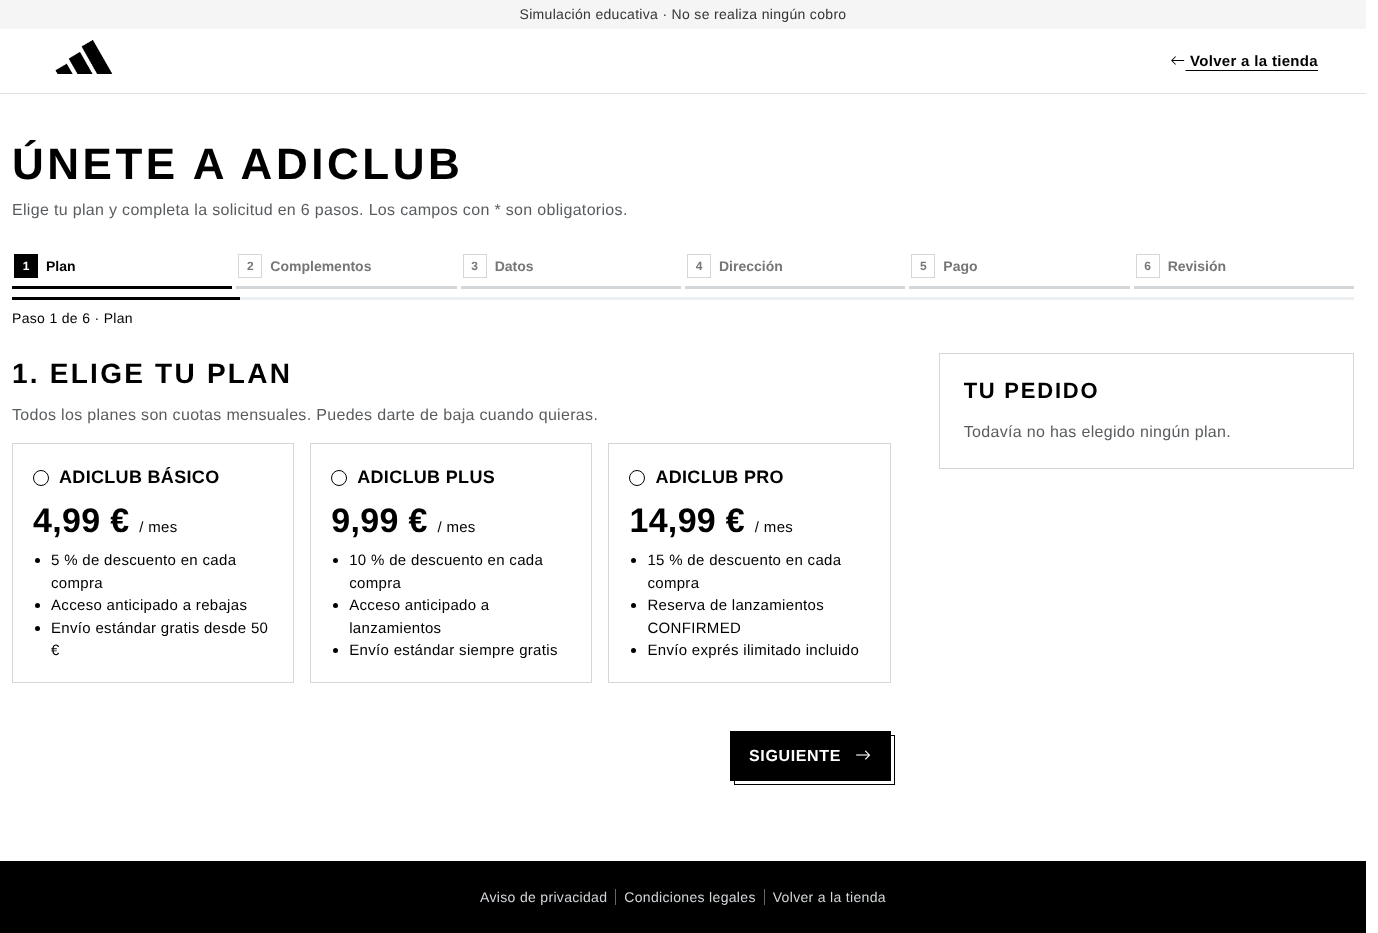 Simulación educativa · No se realiza ningún cobro
← Volver a la tienda
ÚNETE A ADICLUB
Elige tu plan y completa la solicitud en 6 pasos. Los campos con * son obligatorios.
1 Plan
2 Complementos
3 Datos
4 Dirección
5 Pago
6 Revisión
Paso 1 de 6 · Plan
1. ELIGE TU PLAN
Todos los planes son cuotas mensuales. Puedes darte de baja cuando quieras.
ADICLUB BÁSICO
4,99 € / mes
• 5 % de descuento en cada
compra
• Acceso anticipado a rebajas
• Envío estándar gratis desde 50
€
ADICLUB PLUS
9,99 € / mes
• 10 % de descuento en cada
compra
• Acceso anticipado a
lanzamientos
• Envío estándar siempre gratis
ADICLUB PRO
14,99 € / mes
• 15 % de descuento en cada
compra
• Reserva de lanzamientos
CONFIRMED
• Envío exprés ilimitado incluido
SIGUIENTE →
TU PEDIDO
Todavía no has elegido ningún plan.
Aviso de privacidad | Condiciones legales | Volver a la tienda